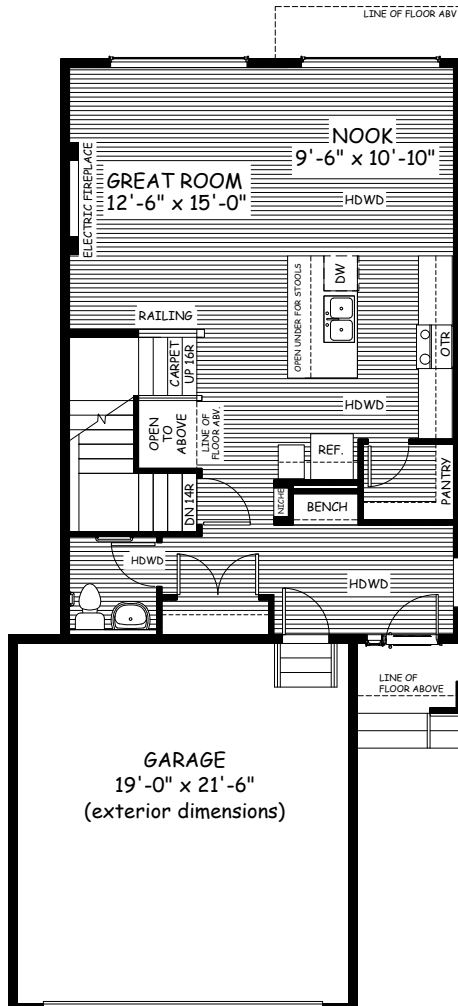 LINE OF FLOOR ABV
NOOK
9'-6" x 10'-10"
ELECTRIC FIREPLACE
GREAT ROOM
12'-6" x 15'-0"
HDWD
DW
OPEN UNDER FOR STOOLS
RAILING
OTR
CARPET
UP 16R
HDWD
OPEN
TO
ABOVE
LINE OF
FLOOR ABV.
REF.
PANTRY
DN 14R
NICHE
BENCH
HDWD
HDWD
LINE OF
FLOOR ABOVE
GARAGE
19'-0" x 21'-6"
(exterior dimensions)